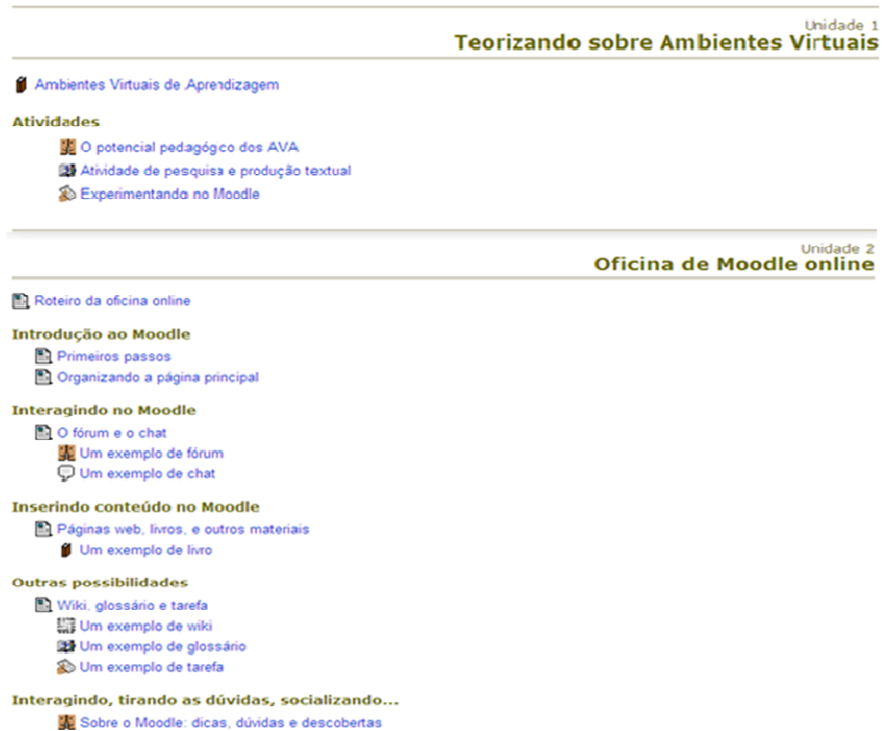 Unidade 1
Teorizando sobre Ambientes Virtuais
Ambientes Virtuais de Aprendizagem
Atividades
O potencial pedagógico dos AVA
Atividade de pesquisa e produção textual
Experimentando no Moodle
Unidade 2
Oficina de Moodle online
Roteiro da oficina online
Introdução ao Moodle
Primeiros passos
Organizando a página principal
Interagindo no Moodle
O fórum e o chat
Um exemplo de fórum
Um exemplo de chat
Inserindo conteúdo no Moodle
Páginas web, livros, e outros materiais
Um exemplo de livro
Outras possibilidades
Wiki, glossário e tarefa
Um exemplo de wiki
Um exemplo de glossário
Um exemplo de tarefa
Interagindo, tirando as dúvidas, socializando...
Sobre o Moodle: dicas, dúvidas e descobertas